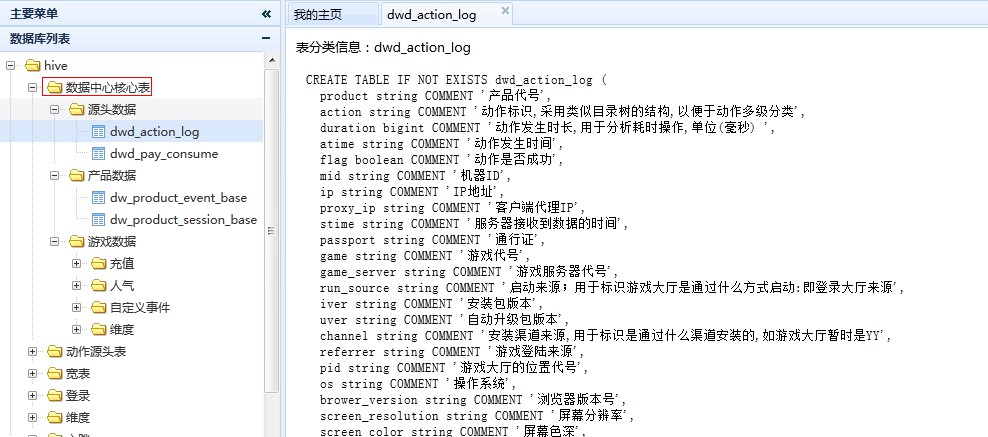 主要菜单
数据库列表
hive
数据中心核心表
源头数据
dwd_action_log
dwd_pay_consume
产品数据
dw_product_event_base
dw_product_session_base
游戏数据
充值
人气
自定义事件
维度
动作源头表
宽表
登录
维度
我的主页
dwd_action_log
表分类信息：dwd_action_log
CREATE TABLE IF NOT EXISTS dwd_action_log (
product string COMMENT '产品代号',
action string COMMENT '动作标识,采用类似目录树的结构,以便于动作多级分类',
duration bigint COMMENT '动作发生时长,用于分析耗时操作,单位(毫秒) ',
atime string COMMENT '动作发生时间',
flag boolean COMMENT '动作是否成功',
mid string COMMENT '机器ID',
ip string COMMENT 'IP地址',
proxy_ip string COMMENT '客户端代理IP',
stime string COMMENT '服务器接收到数据的时间',
passport string COMMENT '通行证',
game string COMMENT '游戏代号',
game_server string COMMENT '游戏服务器代号',
run_source string COMMENT '启动来源：用于标识游戏大厅是通过什么方式启动:即登录大厅来源',
iver string COMMENT '安装包版本',
uver string COMMENT '自动升级包版本',
channel string COMMENT '安装渠道来源,用于标识是通过什么渠道安装的,如游戏大厅暂时是YY',
referrer string COMMENT '游戏登陆来源',
pid string COMMENT '游戏大厅的位置代号',
os string COMMENT '操作系统',
brower_version string COMMENT '浏览器版本号',
screen_resolution string COMMENT '屏幕分辨率',
screen_color string COMMENT '屏幕色深',